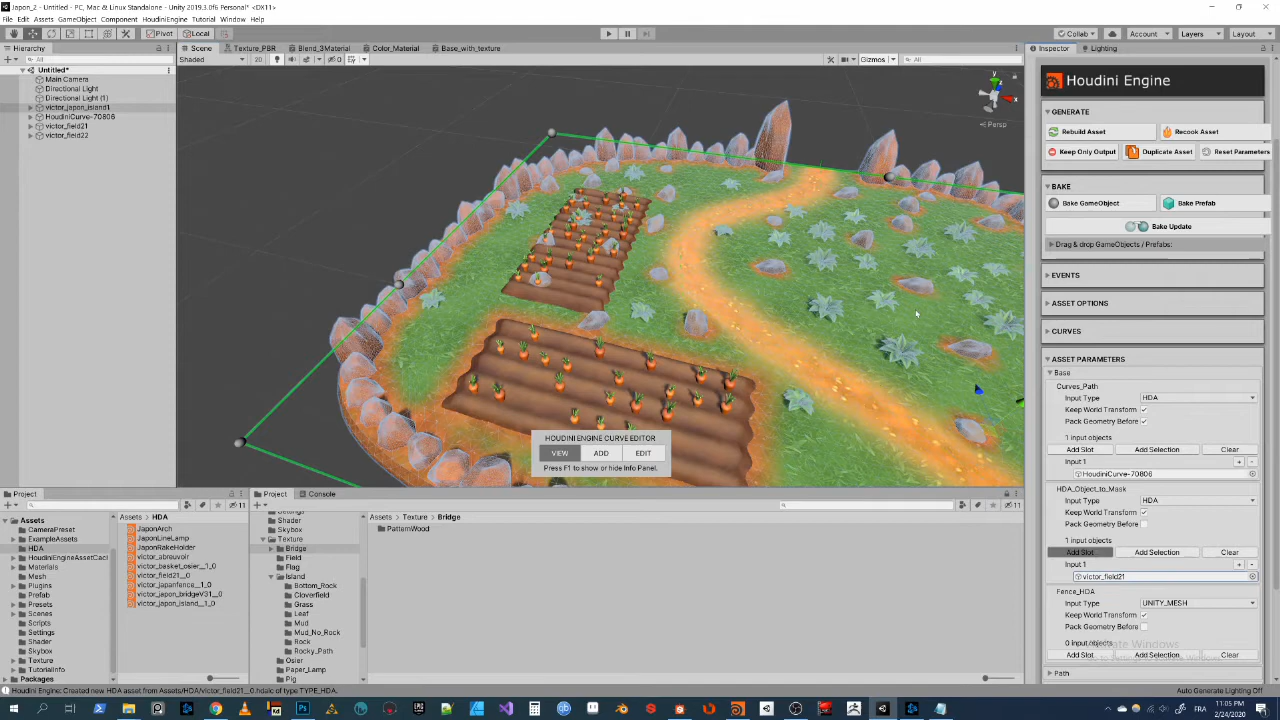 Japon_2 - Untitled - PC, Mac & Linux Standalone - Unity 2019.3.0f6 Personal* <DX11>
File Edit Assets GameObject Component HoudiniEngine Tutorial Window Help
Pivot Local Collab Account Layers Layout
Hierarchy
All
Untitled*
Main Camera
Directional Light
Directional Light (1)
victor_japon_island1
HoudiniCurve-70806
victor_field21
victor_field22
Scene Texture_PBR Blend_3Material Color_Material Base_with_texture
Shaded 2D 0 Gizmos All
y
x
Persp
HOUDINI ENGINE CURVE EDITOR
VIEW ADD EDIT
Press F1 to show or hide Info Panel.
Inspector Lighting
Houdini Engine
GENERATE
Rebuild Asset Recook Asset
Keep Only Output Duplicate Asset Reset Parameters
BAKE
Bake GameObject Bake Prefab
Bake Update
Drag & drop GameObjects / Prefabs:
EVENTS
ASSET OPTIONS
CURVES
ASSET PARAMETERS
Base
Curves_Path
Input Type HDA
Keep World Transform
Pack Geometry Before
1 input objects
Add Slot Add Selection Clear
Input 1 + -
HoudiniCurve-70806
HDA_Object_to_Mask
Input Type HDA
Keep World Transform
Pack Geometry Before
1 input objects
Add Slot Add Selection Clear
Input 1 + -
victor_field21
Fence_HDA
Input Type UNITY_MESH
Keep World Transform
Pack Geometry Before
0 input objects
Add Slot Add Selection Clear
Path
Project
11
Assets
CameraPreset
ExampleAssets
HDA
HoudiniEngineAssetCacl
Materials
Mesh
Plugins
Prefab
Presets
Scenes
Scripts
Settings
Shader
Skybox
Texture
TutorialInfo
Packages
Assets > HDA
JaponArch
JaponLineLamp
JaponRakeHolder
victor_abreuvoir
victor_basket_osier__1_0
victor_field21__0
victor_japanfence__1_0
victor_japon_bridgeV31__0
victor_japon_island__1_0
Project Console
11
Settings
Shader
Skybox
Texture
Bridge
Field
Flag
Island
Bottom_Rock
Cloverfield
Grass
Leaf
Mud
Mud_No_Rock
Rock
Rocky_Path
Osier
Paper_Lamp
Pig
Assets > Texture > Bridge
PatternWood
Houdini Engine: Created new HDA asset from Assets/HDA/victor_field21__0.hdalc of type TYPE_HDA.
Auto Generate Lighting Off
FRA
11:05 PM
2/24/2020